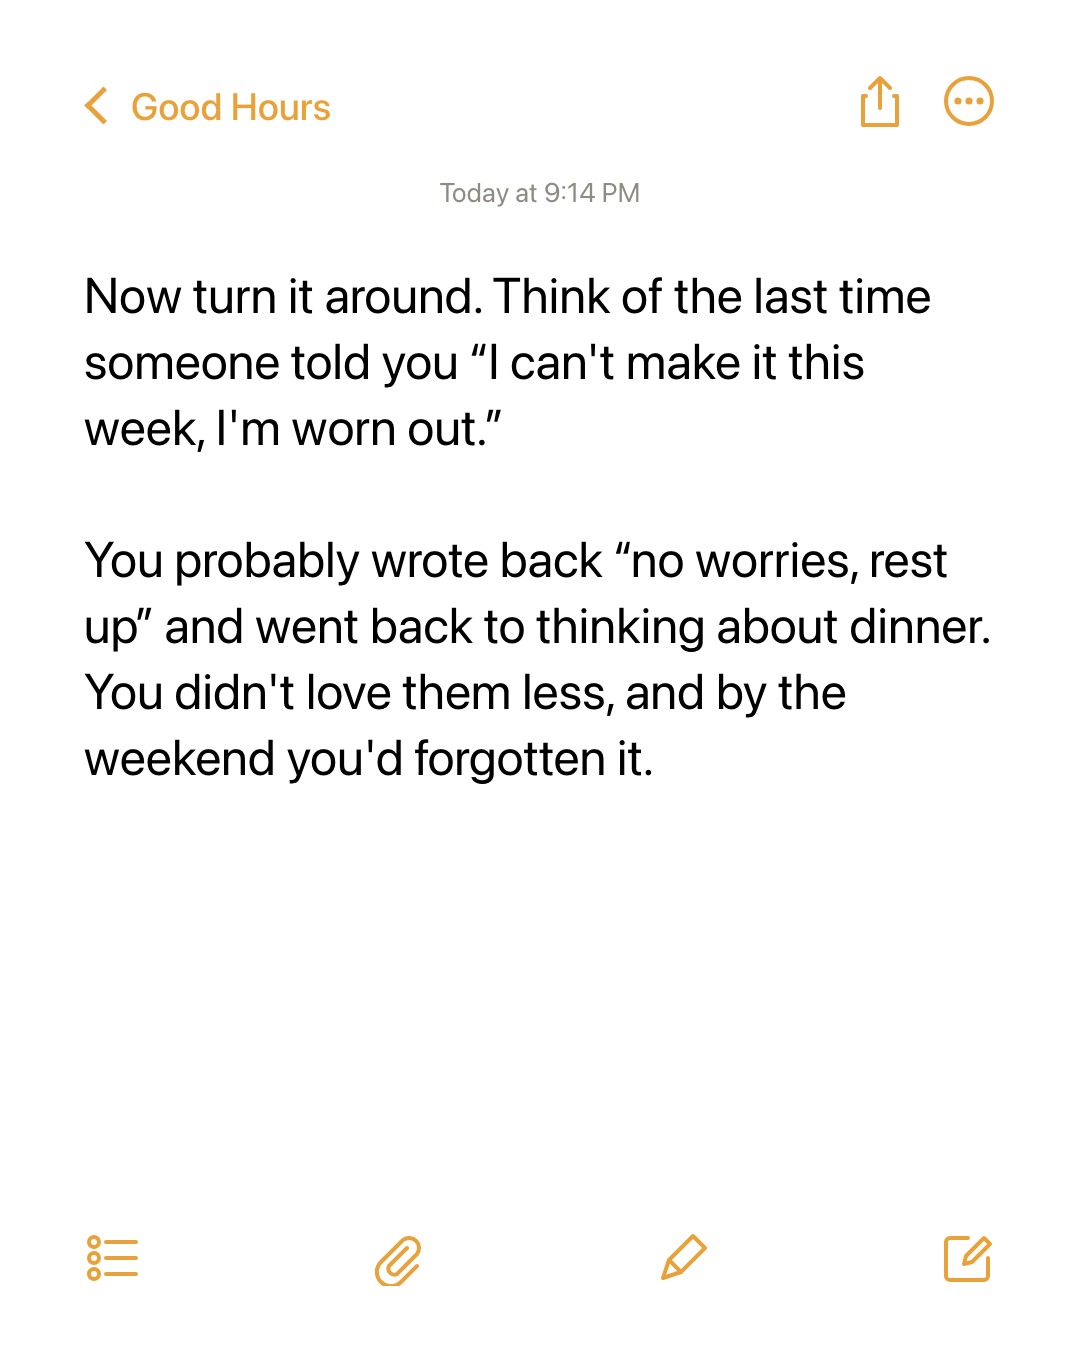 Good Hours
Today at 9:14 PM
Now turn it around. Think of the last time
someone told you “I can't make it this
week, I'm worn out.”
You probably wrote back “no worries, rest
up” and went back to thinking about dinner.
You didn't love them less, and by the
weekend you'd forgotten it.